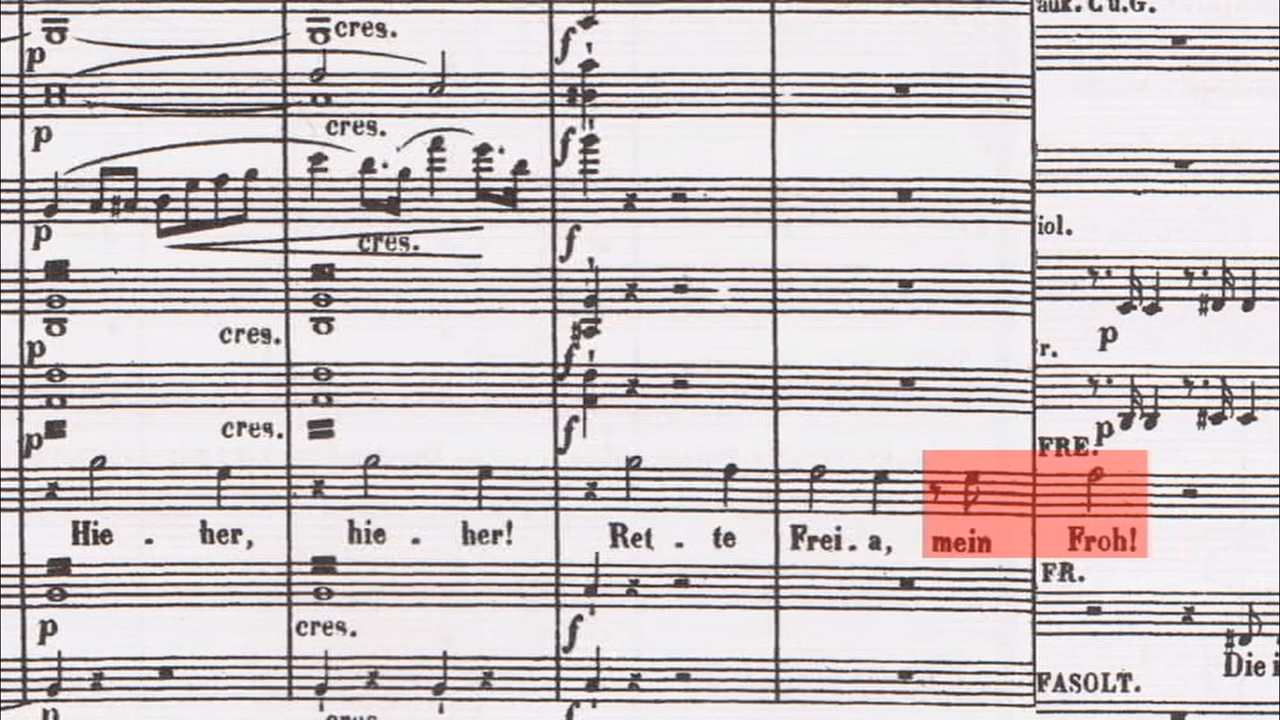 auk. C u. G.
cres.
p
f
cres.
p
f
p
cres.
f
iol.
p
cres.
p
f
r.
p
cres.
f
p
FRE.
Hie - her, hie - her! Ret - te Frei - a, mein Froh!
FR.
p
cres.
f
Die i
FASOLT.
p
cres.
f